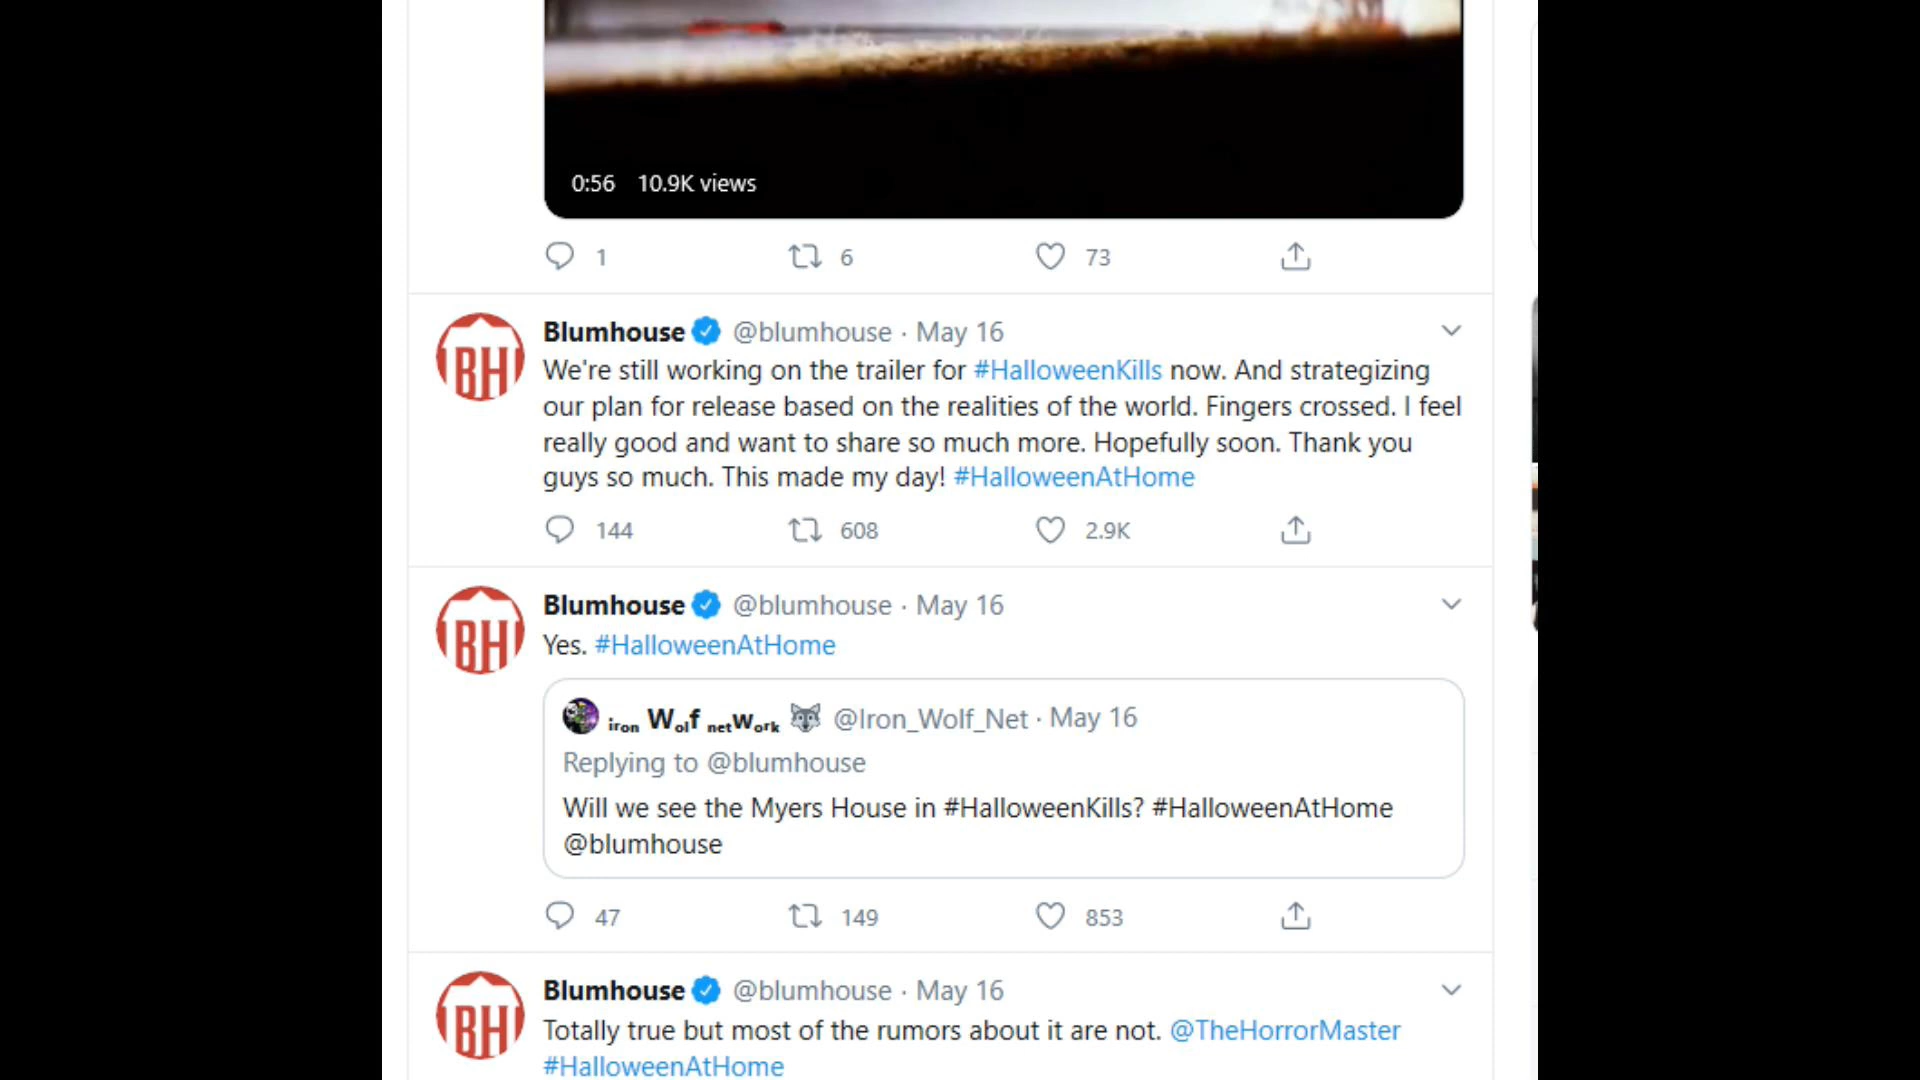 0:56 10.9K views
1 6 73
Blumhouse @blumhouse · May 16
We're still working on the trailer for #HalloweenKills now. And strategizing
our plan for release based on the realities of the world. Fingers crossed. I feel
really good and want to share so much more. Hopefully soon. Thank you
guys so much. This made my day! #HalloweenAtHome
144 608 2.9K
Blumhouse @blumhouse · May 16
Yes. #HalloweenAtHome
ᵢᵣₒₙ Wₒₗf ₙₑₜwₒᵣₖ 🐺 @Iron_Wolf_Net · May 16
Replying to @blumhouse
Will we see the Myers House in #HalloweenKills? #HalloweenAtHome
@blumhouse
47 149 853
Blumhouse @blumhouse · May 16
Totally true but most of the rumors about it are not. @TheHorrorMaster
#HalloweenAtHome
BH
BH
BH